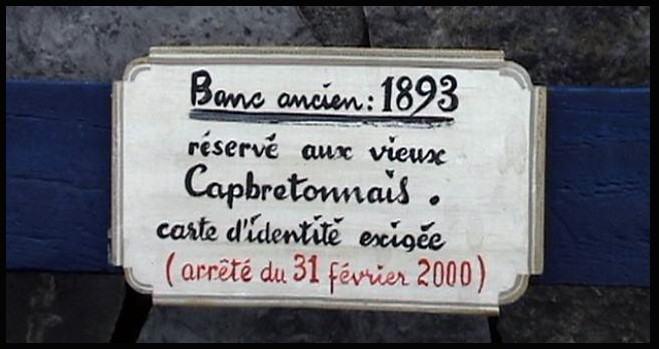 Banc ancien: 1893
réservé aux vieux
Capbretonnais.
carte d'identité exigée
(arrêté du 31 février 2000)